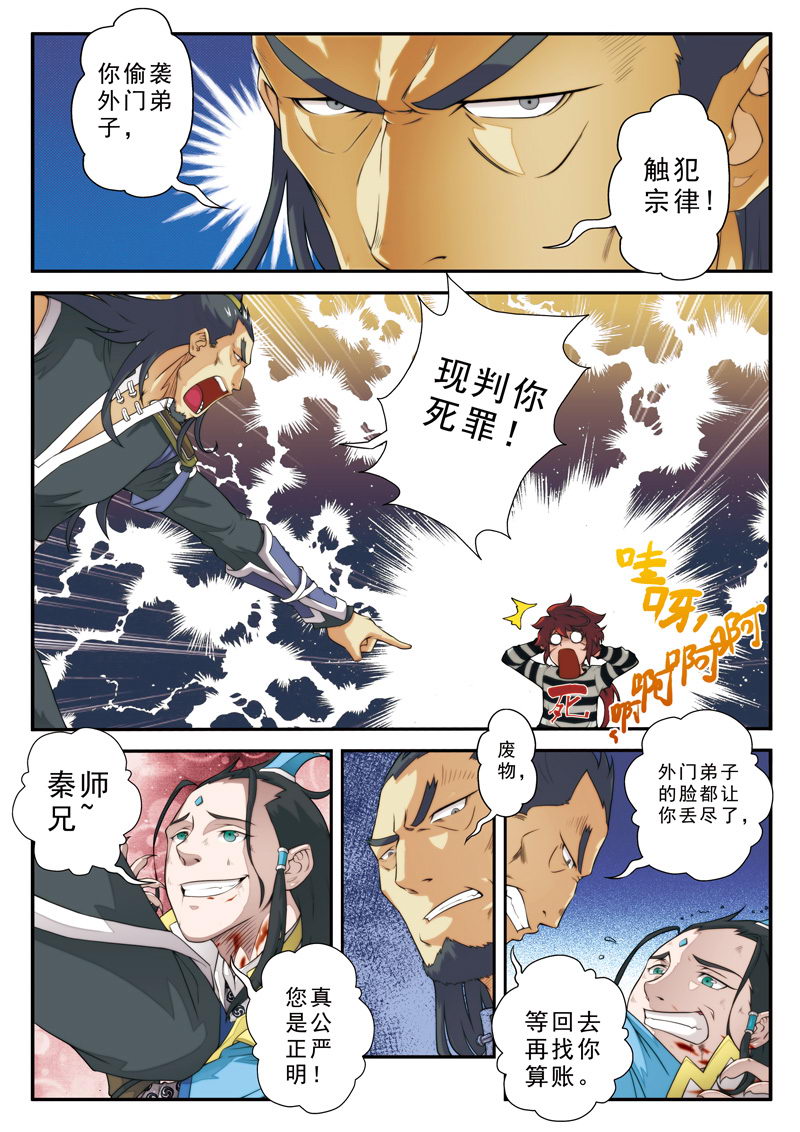 你偷袭
外门弟
子，
触犯
宗律！
现判你
死罪！
哇
呀，
啊啊啊啊
死
秦师
兄~
您真
是公
正严
明！
废
物，
外门弟子
的脸都让
你丢尽了，
等回去
再找你
算账。